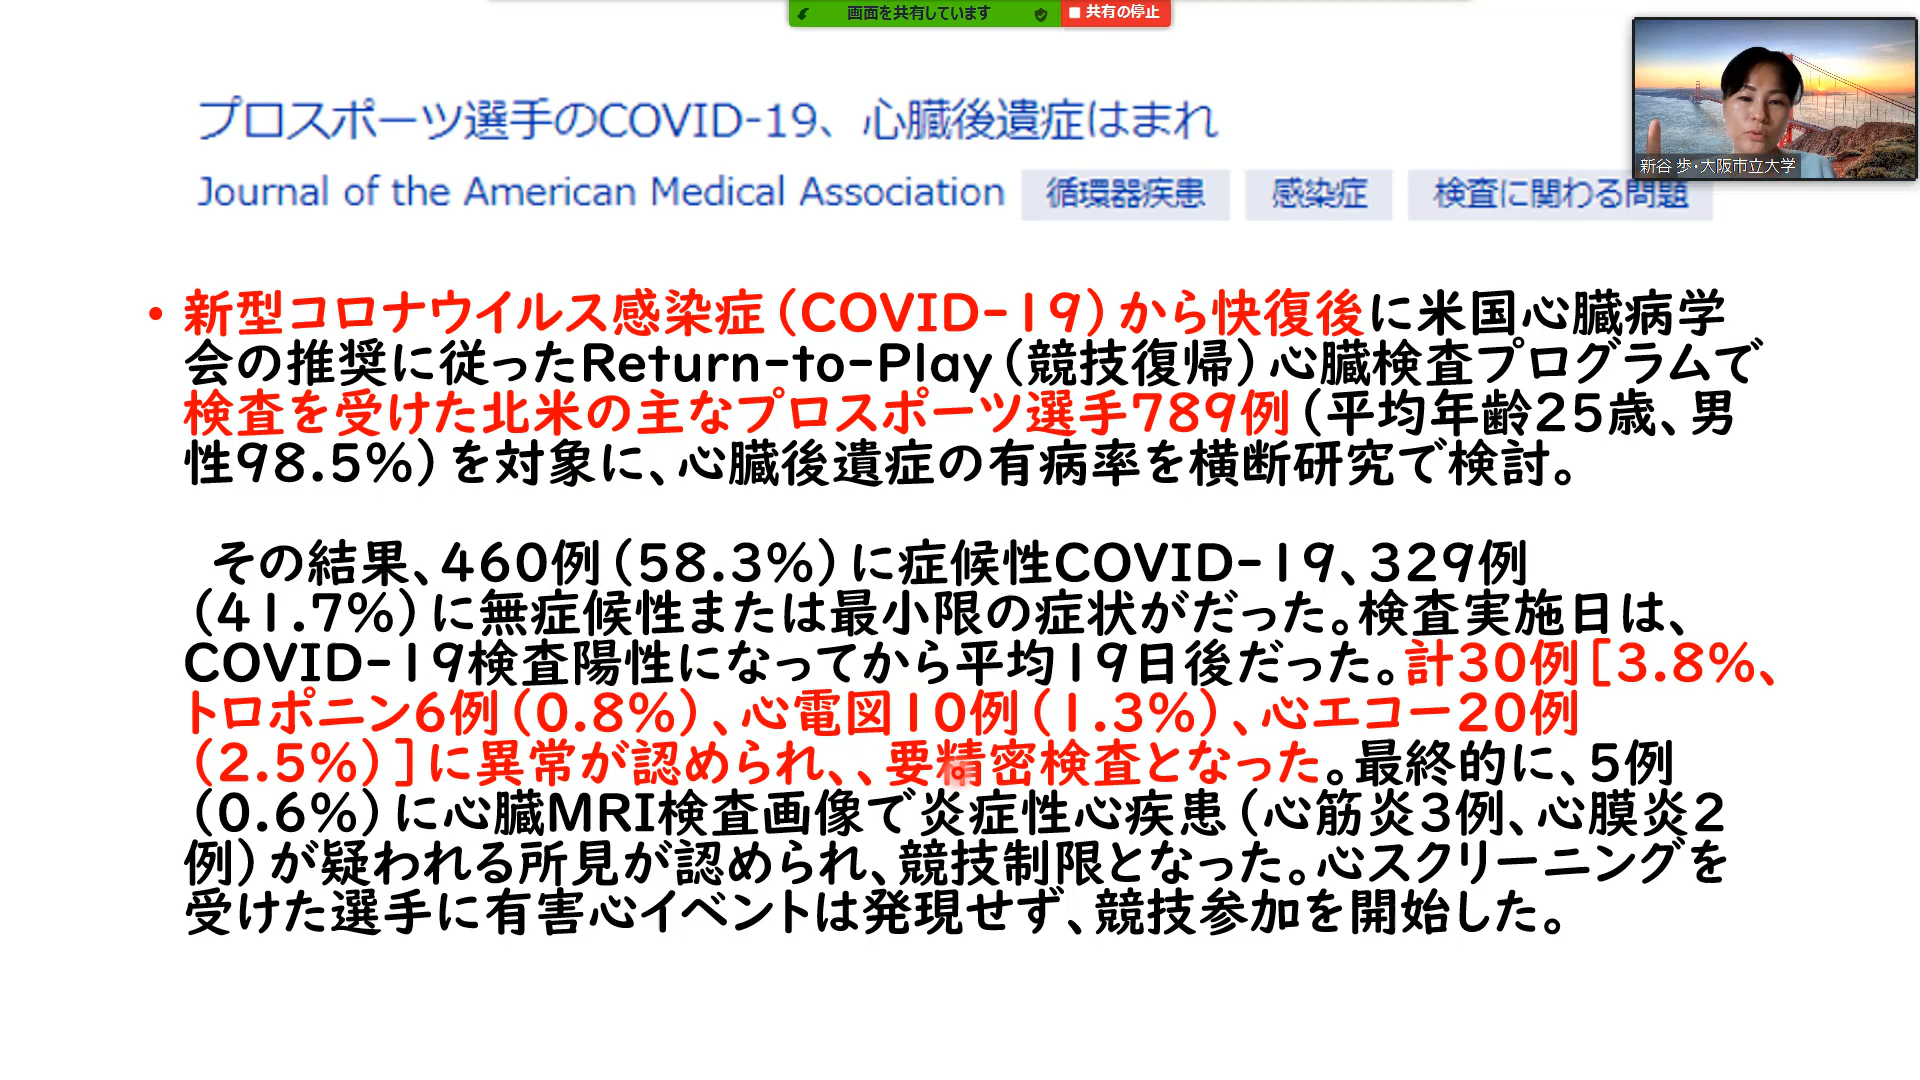 画面を共有しています
共有の停止
新谷 歩・大阪市立大学
プロスポーツ選手のCOVID-19、心臓後遺症はまれ
Journal of the American Medical Association 循環器疾患 感染症 検査に関わる問題
• 新型コロナウイルス感染症(COVID-19)から快復後に米国心臓病学
会の推奨に従ったReturn-to-Play(競技復帰)心臓検査プログラムで
検査を受けた北米の主なプロスポーツ選手789例(平均年齢25歳、男
性98.5%)を対象に、心臓後遺症の有病率を横断研究で検討。
その結果、460例(58.3%)に症候性COVID-19、329例
(41.7%)に無症候性または最小限の症状がだった。検査実施日は、
COVID-19検査陽性になってから平均19日後だった。計30例[3.8%、
トロポニン6例(0.8%)、心電図10例(1.3%)、心エコー20例
(2.5%)]に異常が認められ、、要精密検査となった。最終的に、5例
(0.6%)に心臓MRI検査画像で炎症性心疾患(心筋炎3例、心膜炎2
例)が疑われる所見が認められ、競技制限となった。心スクリーニングを
受けた選手に有害心イベントは発現せず、競技参加を開始した。